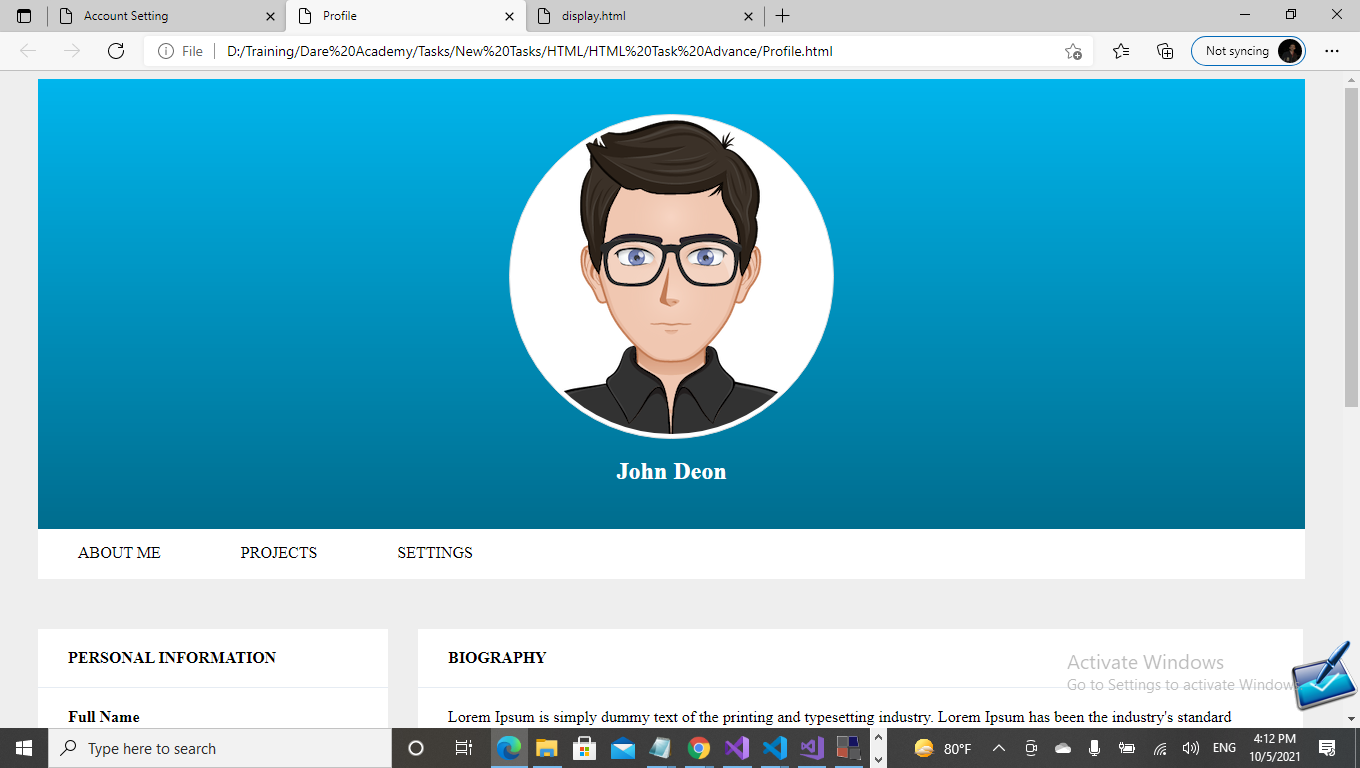 Account Setting
Profile
display.html
File
D:/Training/Dare%20Academy/Tasks/New%20Tasks/HTML/HTML%20Task%20Advance/Profile.html
Not syncing
John Deon
ABOUT ME PROJECTS SETTINGS
PERSONAL INFORMATION
Full Name
BIOGRAPHY
Lorem Ipsum is simply dummy text of the printing and typesetting industry. Lorem Ipsum has been the industry's standard
Activate Windows
Go to Settings to activate Windows
Type here to search
80°F
ENG
4:12 PM
10/5/2021